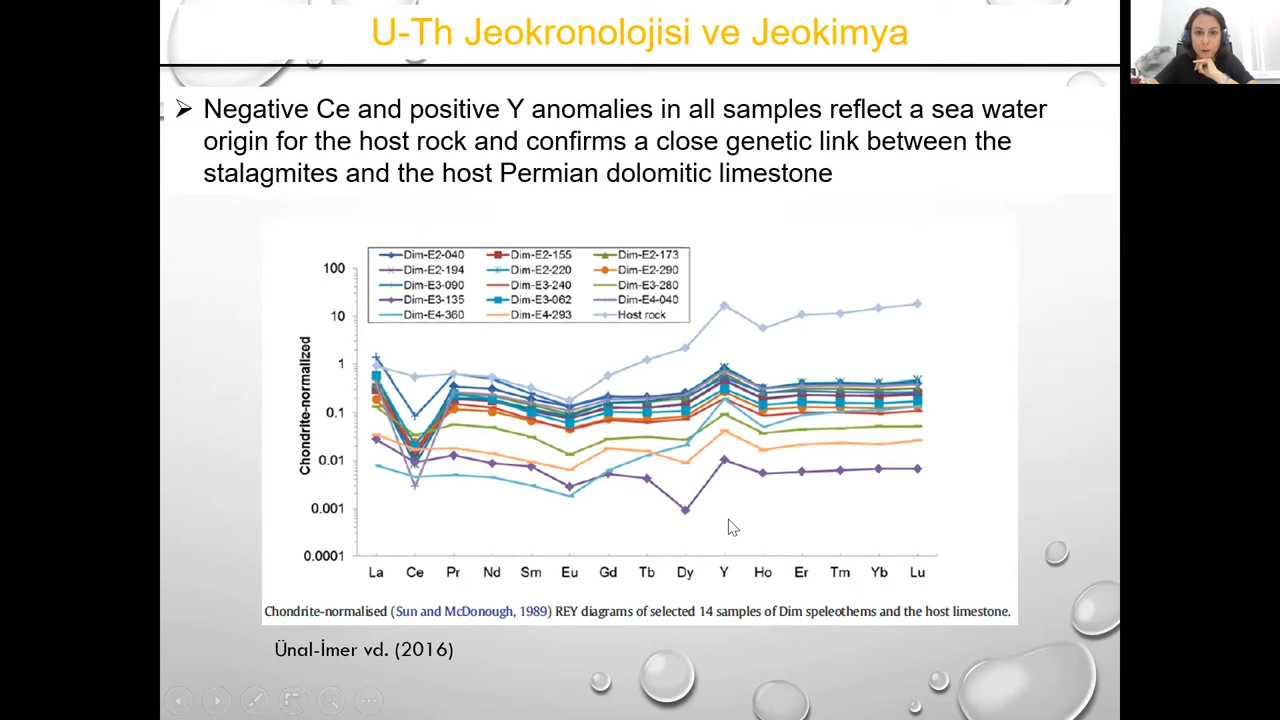 U-Th Jeokronolojisi ve Jeokimya
Negative Ce and positive Y anomalies in all samples reflect a sea water
origin for the host rock and confirms a close genetic link between the
stalagmites and the host Permian dolomitic limestone
Dim-E2-040 Dim-E2-155 Dim-E2-173
Dim-E2-194 Dim-E2-220 Dim-E2-290
Dim-E3-090 Dim-E3-240 Dim-E3-280
Dim-E3-135 Dim-E3-062 Dim-E4-040
Dim-E4-360 Dim-E4-293 Host rock
Chondrite-normalized
100
10
1
0.1
0.01
0.001
0.0001
La Ce Pr Nd Sm Eu Gd Tb Dy Y Ho Er Tm Yb Lu
Chondrite-normalised (Sun and McDonough, 1989) REY diagrams of selected 14 samples of Dim speleothems and the host limestone.
Ünal-İmer vd. (2016)